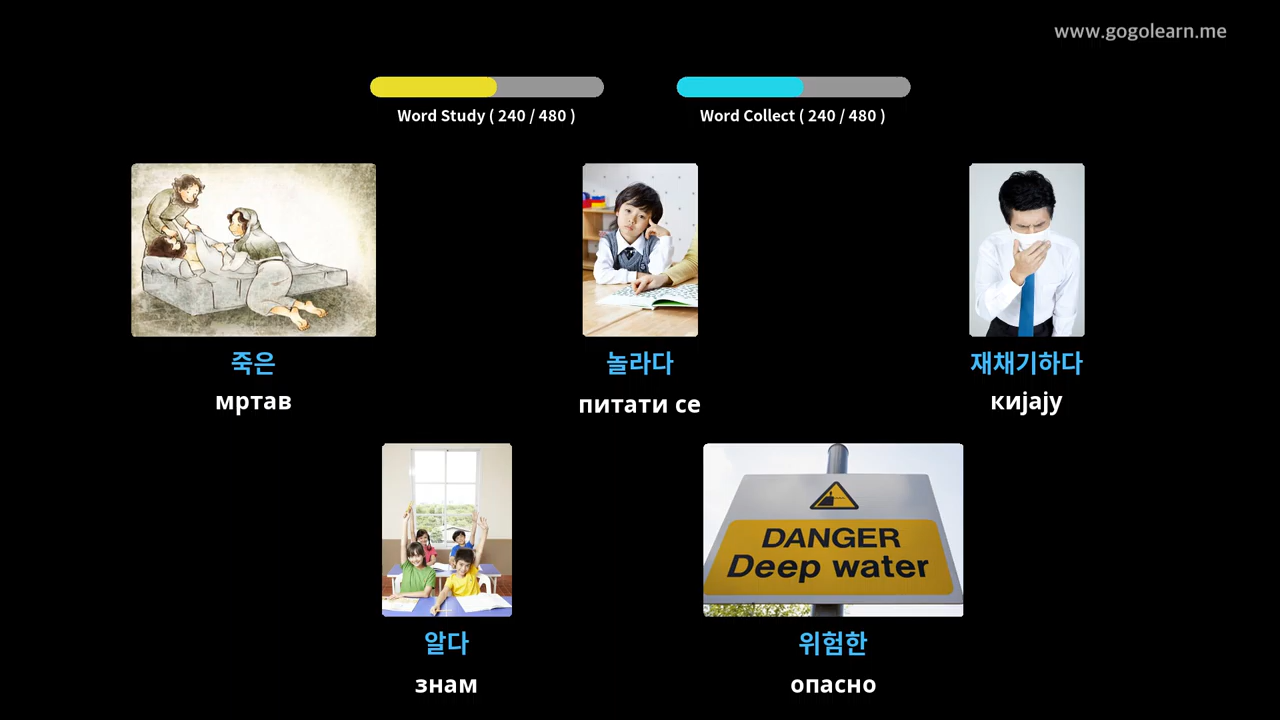 www.gogolearn.me
Word Study ( 240 / 480 )
Word Collect ( 240 / 480 )
죽은
мртав
놀라다
питати се
재채기하다
кијају
알다
знам
DANGER
Deep water
위험한
опасно